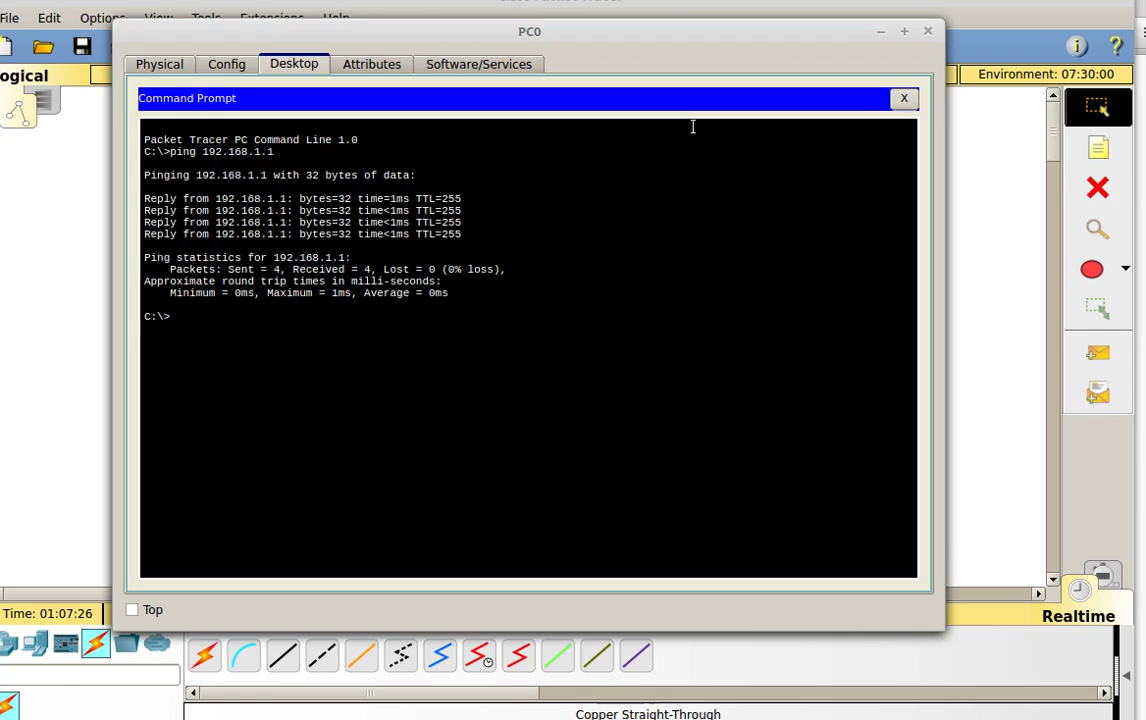 File Edit Options View Tools Extensions Help
PC0
Physical Config Desktop Attributes Software/Services
ogical
Environment: 07:30:00
Command Prompt
X
Packet Tracer PC Command Line 1.0
C:\>ping 192.168.1.1
Pinging 192.168.1.1 with 32 bytes of data:
Reply from 192.168.1.1: bytes=32 time=1ms TTL=255
Reply from 192.168.1.1: bytes=32 time<1ms TTL=255
Reply from 192.168.1.1: bytes=32 time<1ms TTL=255
Reply from 192.168.1.1: bytes=32 time<1ms TTL=255
Ping statistics for 192.168.1.1:
Packets: Sent = 4, Received = 4, Lost = 0 (0% loss),
Approximate round trip times in milli-seconds:
Minimum = 0ms, Maximum = 1ms, Average = 0ms
C:\>
Top
Time: 01:07:26
Realtime
Copper Straight-Through